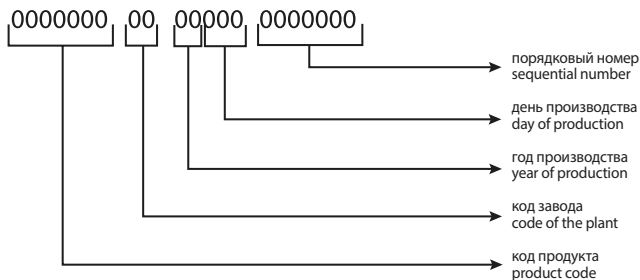 0000000 00 00000 0000000
порядковый номер
sequential number
день производства
day of production
год производства
year of production
код завода
code of the plant
код продукта
product code